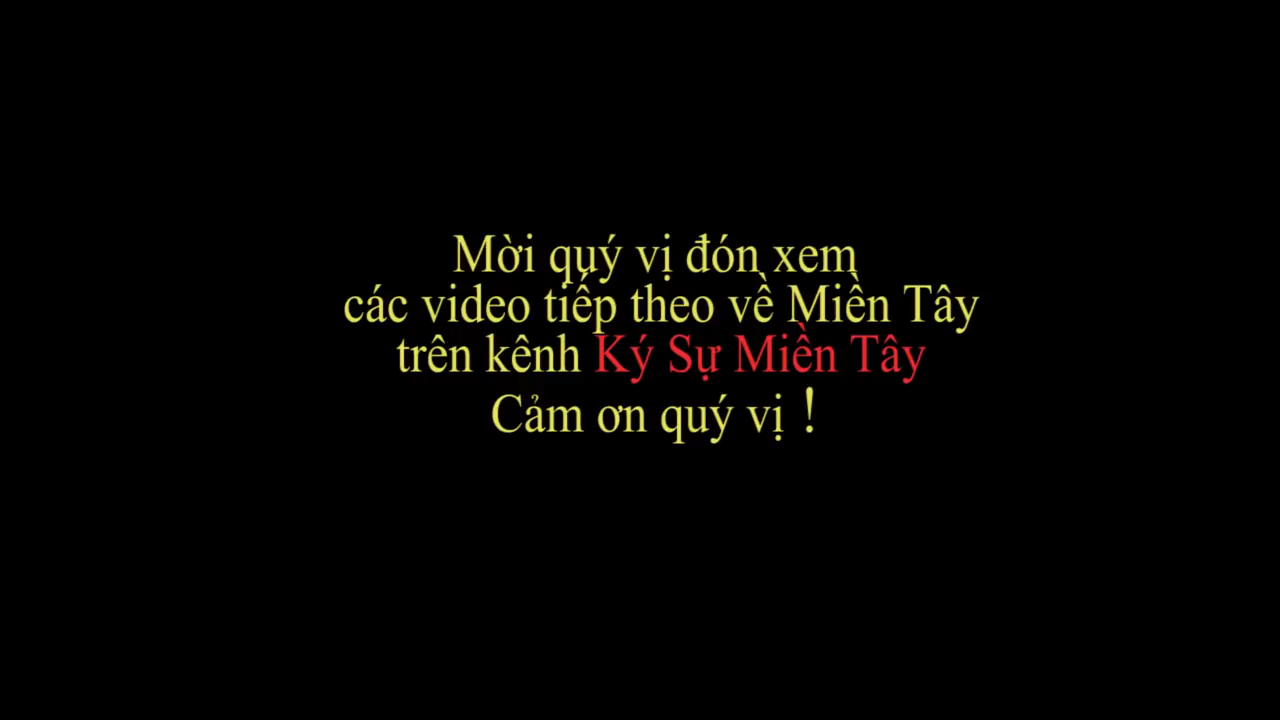 Mời quý vị đón xem
các video tiếp theo về Miền Tây
trên kênh Ký Sự Miền Tây
Cảm ơn quý vị !